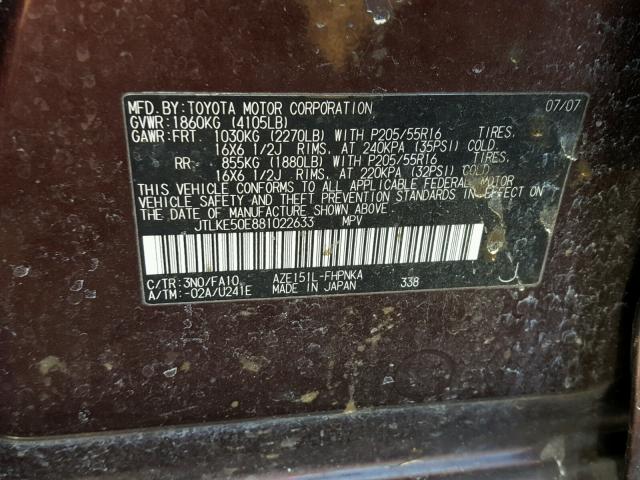 MFD. BY: TOYOTA MOTOR CORPORATION 07/07
GVWR: 1860KG (4105LB)
GAWR: FRT. 1030KG (2270LB) WITH P205/55R16 TIRES,
16X6 1/2J RIMS, AT 240KPA (35PSI) COLD.
RR. 855KG (1880LB) WITH P205/55R16 TIRES,
16X6 1/2J RIMS, AT 220KPA (32PSI) COLD
THIS VEHICLE CONFORMS TO ALL APPLICABLE FEDERAL MOTOR
VEHICLE SAFETY AND THEFT PREVENTION STANDARDS IN EFFECT ON
THE DATE OF MANUFACTURE SHOWN ABOVE.
JTLKE50E881022633 MPV
C/TR: 3N0/FA10 AZE151L-FHPNKA 338
A/TM: -02A/U241E MADE IN JAPAN